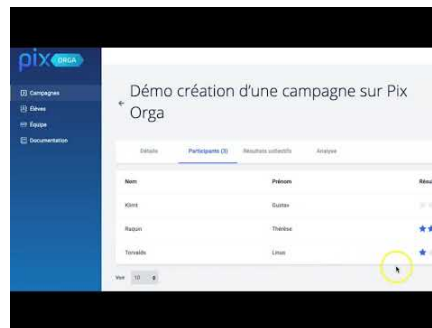 pix ORGA
Campagnes
Élèves
Équipe
Documentation
← Démo création d'une campagne sur Pix
Orga
Détails Participants (3) Résultats collectifs Analyse
Nom Prénom Résu
Klimt Gustav
Raquin Thérèse
Torvalds Linus
Voir 10